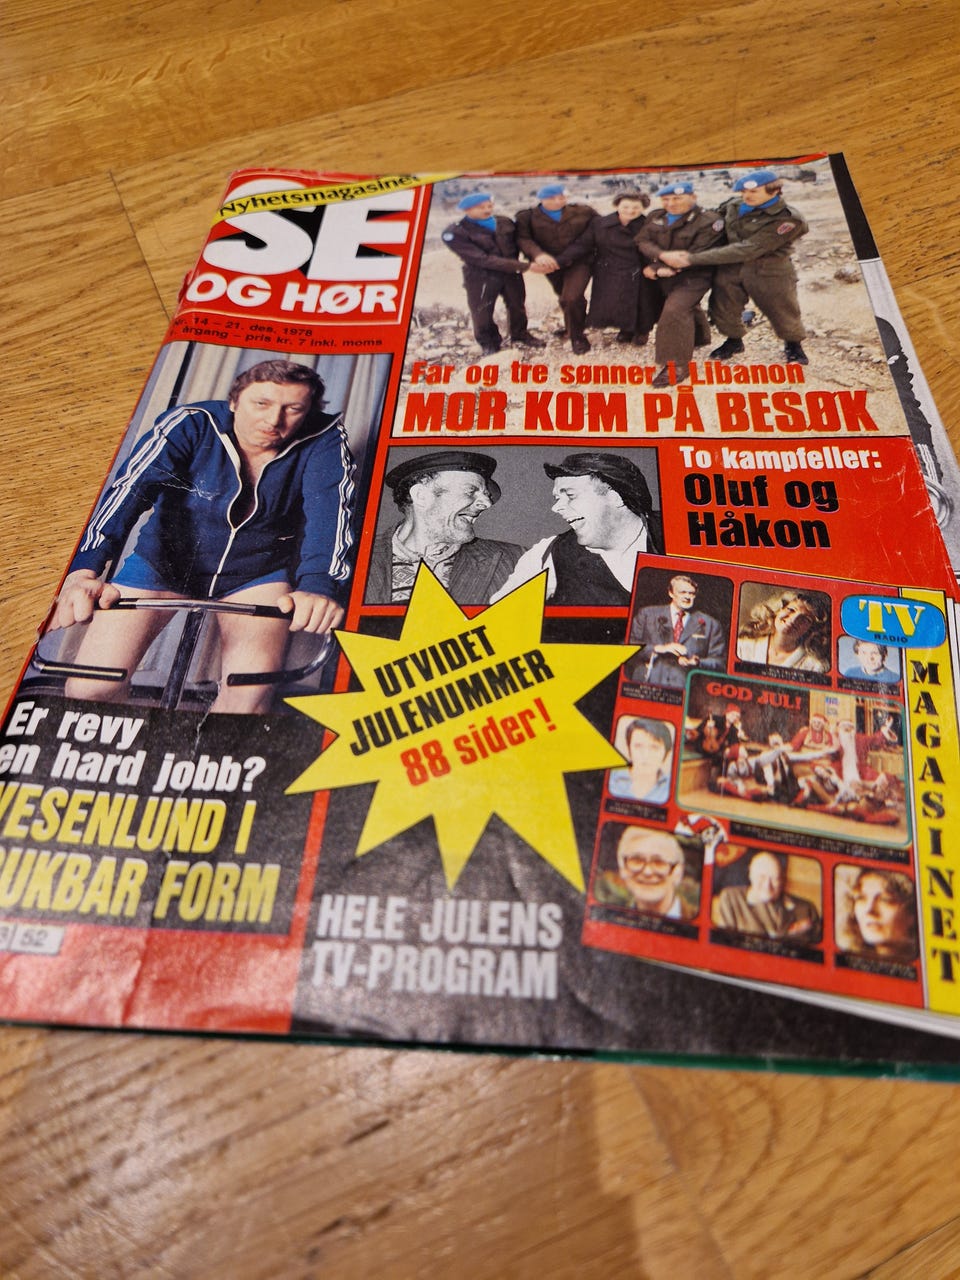 Nyhetsmagasinet
SE
OG HØR
Nr. 14 – 21. des. 1978
årgang – pris kr. 7 inkl. moms
Far og tre sønner i Libanon
MOR KOM PÅ BESØK
To kampfeller:
Oluf og
Håkon
UTVIDET
JULENUMMER
88 sider!
Er revy
en hard jobb?
VESENLUND I
BRUKBAR FORM
52
HELE JULENS
TV-PROGRAM
TV
RADIO
MAGASINET
GOD JUL!